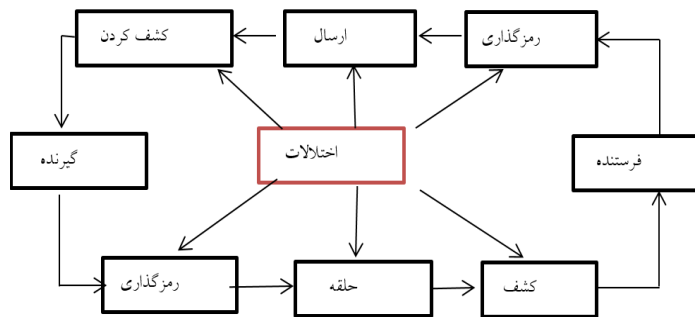 رمزگذاری
ارسال
کشف کردن
فرستنده
اختلالات
گیرنده
کشف
حلقه
رمزگذاری